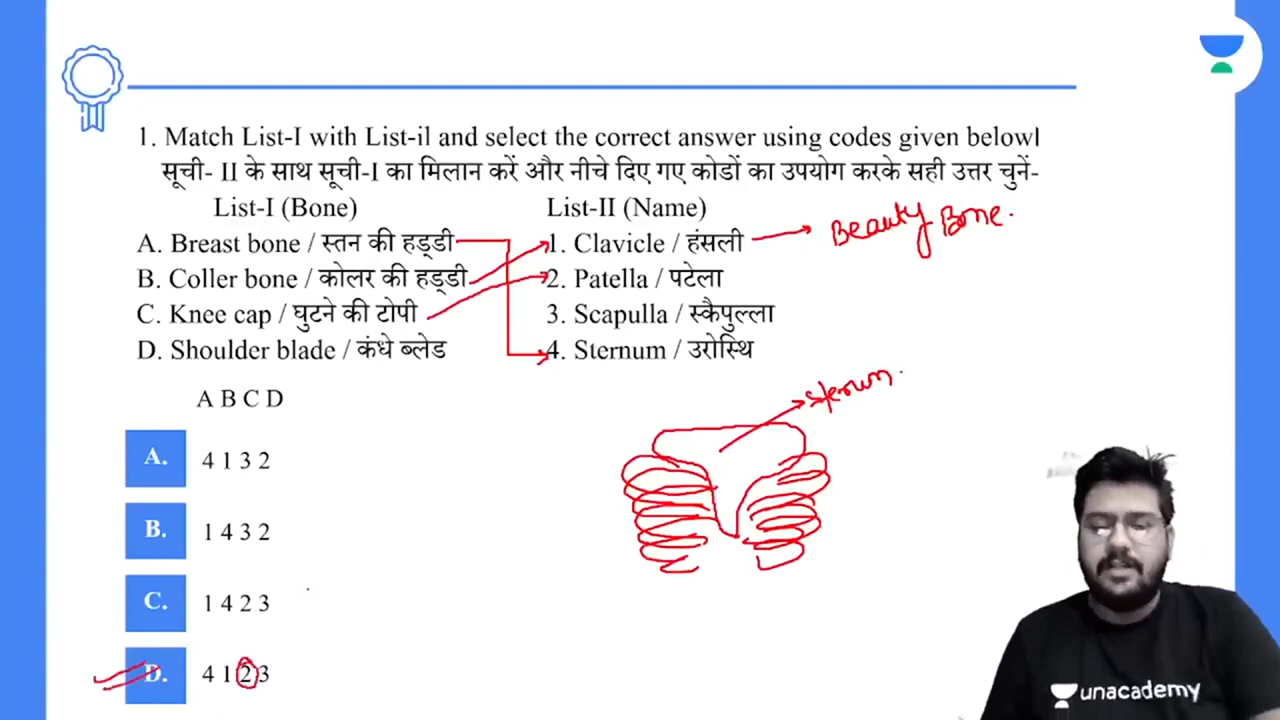 1. Match List-I with List-il and select the correct answer using codes given belowl
सूची- II के साथ सूची-I का मिलान करें और नीचे दिए गए कोडों का उपयोग करके सही उत्तर चुनें-
List-I (Bone) List-II (Name)
A. Breast bone / स्तन की हड्डी 1. Clavicle / हंसली Beauty Bone.
B. Coller bone / कोलर की हड्डी 2. Patella / पटेला
C. Knee cap / घुटने की टोपी 3. Scapulla / स्कैपुल्ला
D. Shoulder blade / कंधे ब्लेड 4. Sternum / उरोस्थि
A B C D
A. 4 1 3 2
B. 1 4 3 2
C. 1 4 2 3
D. 4 1 2 3
unacademy